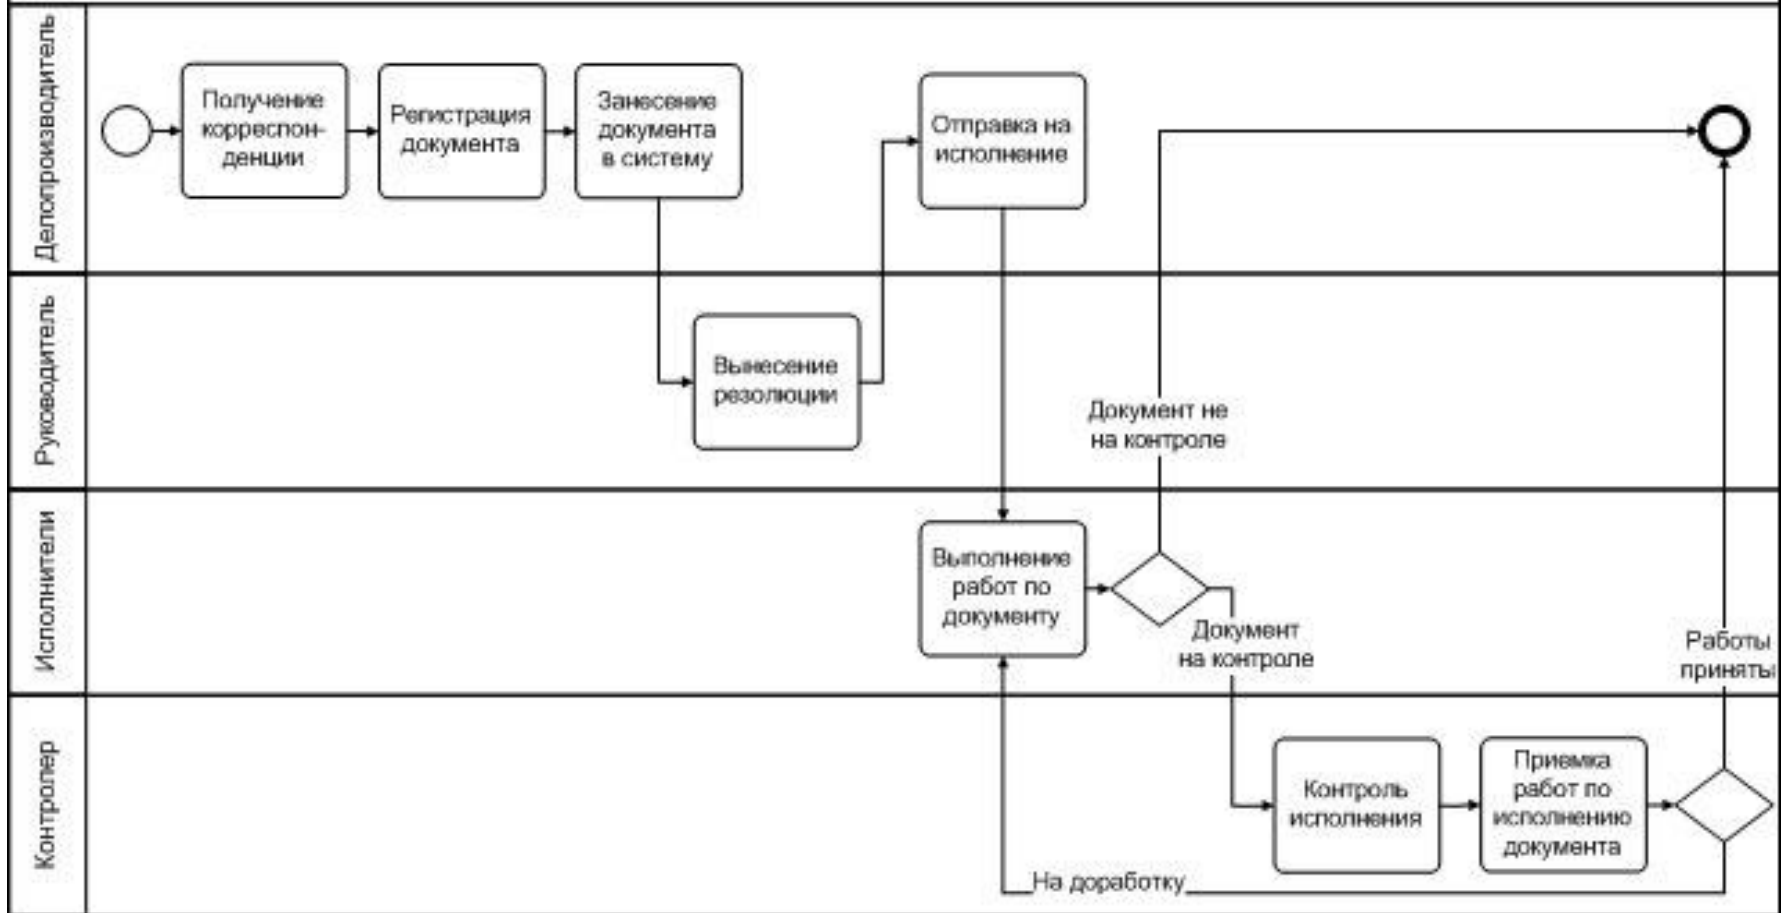 Делопроизводитель
Получение
корреспон-
денции
Регистрация
документа
Занесение
документа
в систему
Отправка на
исполнение
Руководитель
Вынесение
резолюции
Документ не
на контроле
Исполнители
Выполнение
работ по
документу
Документ
на контроле
Работы
приняты
Контролер
Контроль
исполнения
Приемка
работ по
исполнению
документа
На доработку